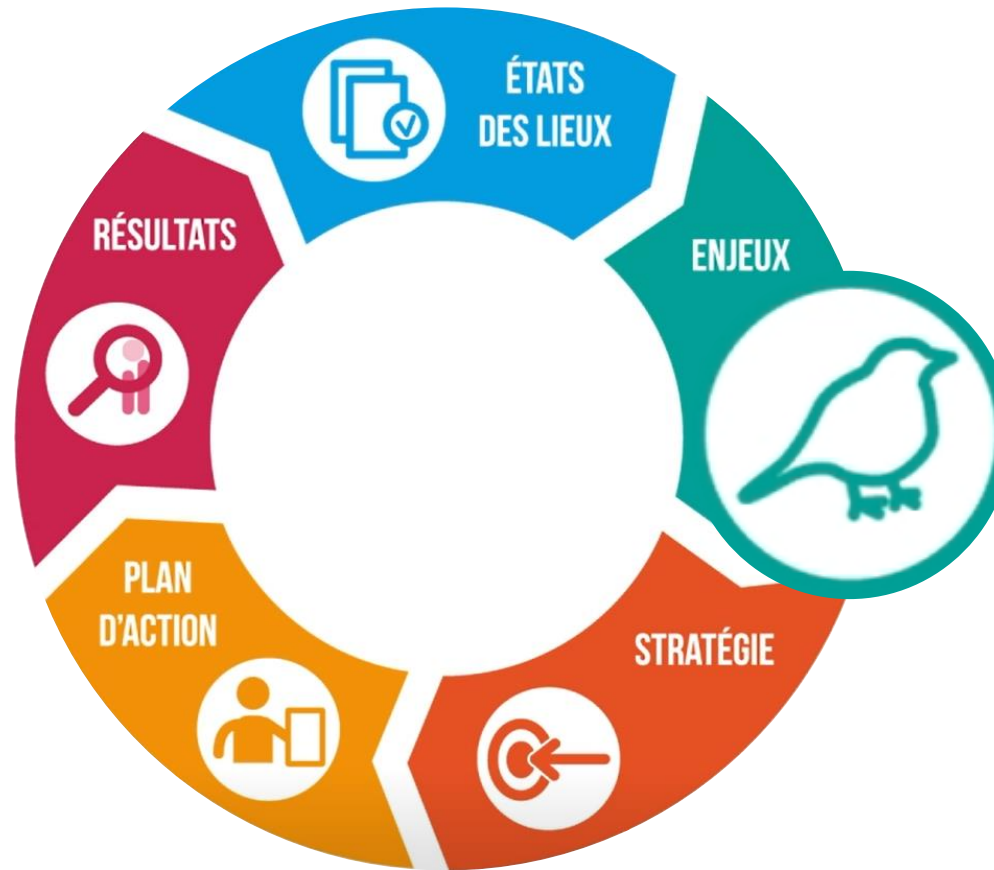 ÉTATS
DES LIEUX
ENJEUX
STRATÉGIE
PLAN
D'ACTION
RÉSULTATS